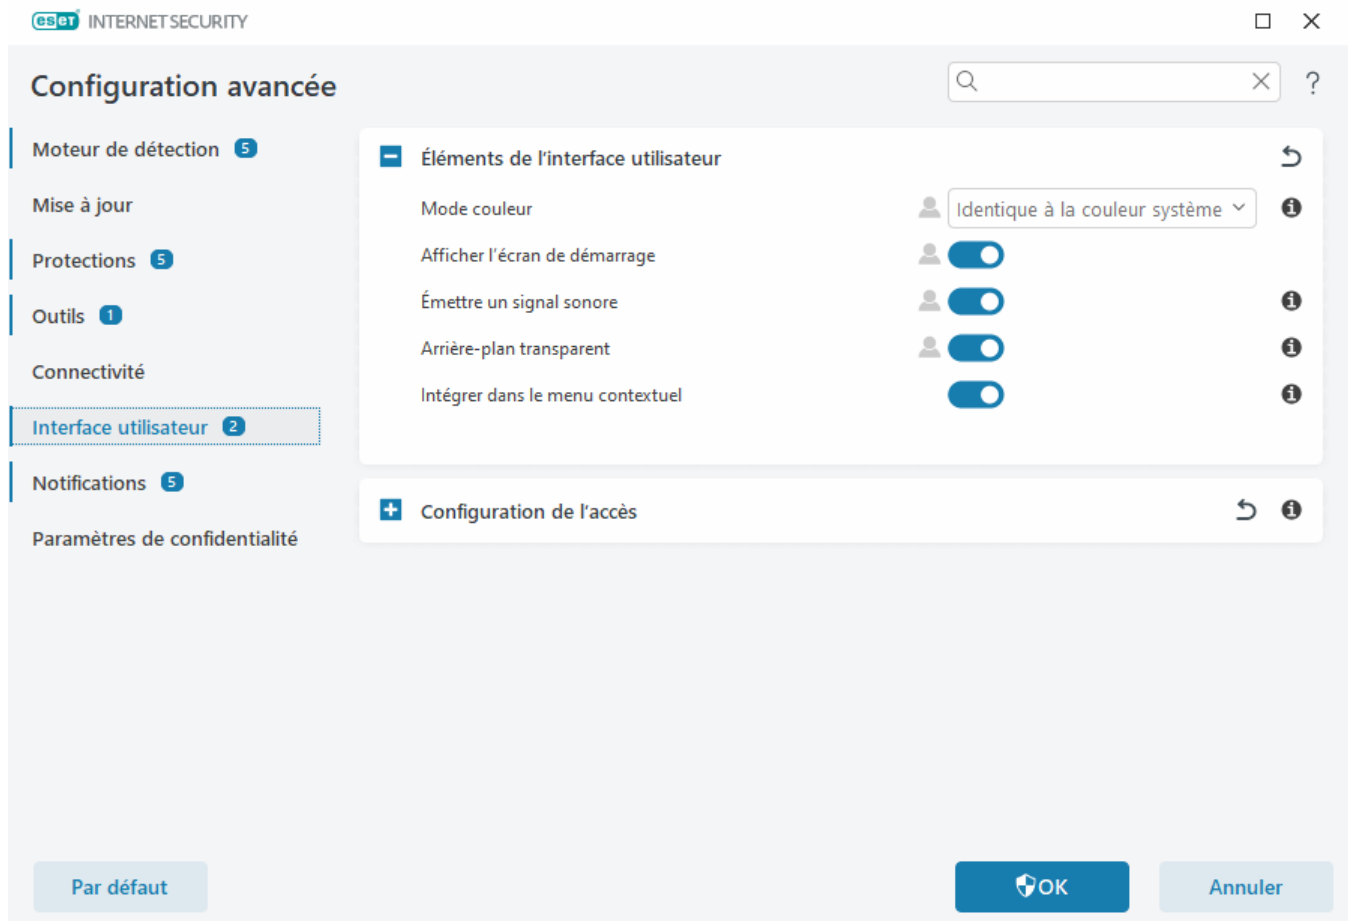 eset INTERNET SECURITY
Configuration avancée
?
Moteur de détection 5
Mise à jour
Protections 5
Outils 1
Connectivité
Interface utilisateur 2
Notifications 5
Paramètres de confidentialité
Éléments de l'interface utilisateur
Mode couleur Identique à la couleur système
Afficher l'écran de démarrage
Émettre un signal sonore
Arrière-plan transparent
Intégrer dans le menu contextuel
Configuration de l'accès
Par défaut OK Annuler